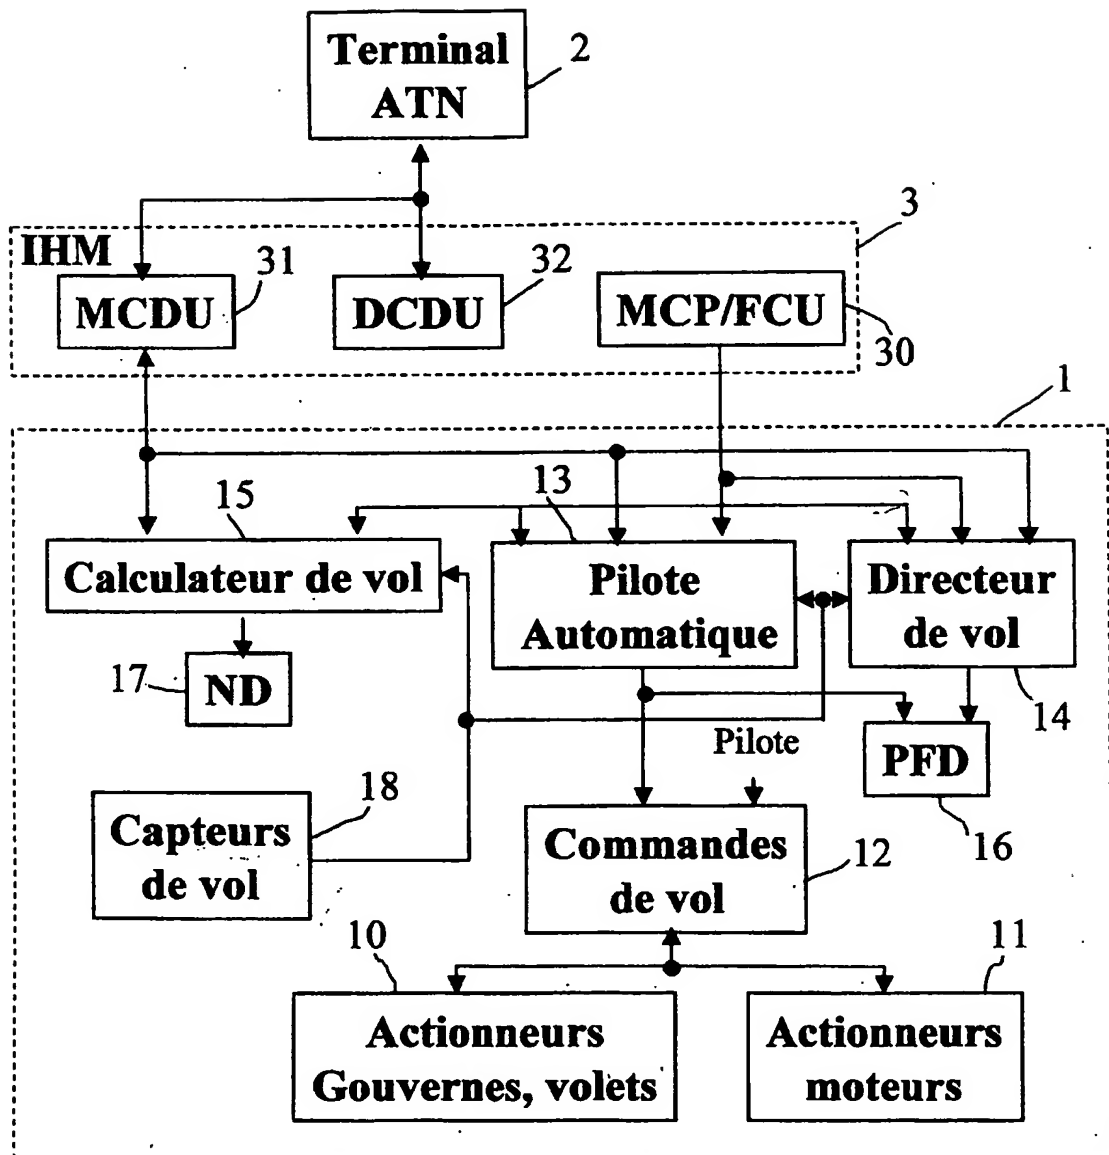 Terminal
ATN
2
3
IHM
31
32
MCDU
DCDU
MCP/FCU
30
1
15
13
Calculateur de vol
Pilote
Automatique
Directeur
de vol
17
ND
14
Pilote
PFD
18
Capteurs
de vol
16
Commandes
de vol
12
10
11
Actionneurs
Gouvernes, volets
Actionneurs
moteurs